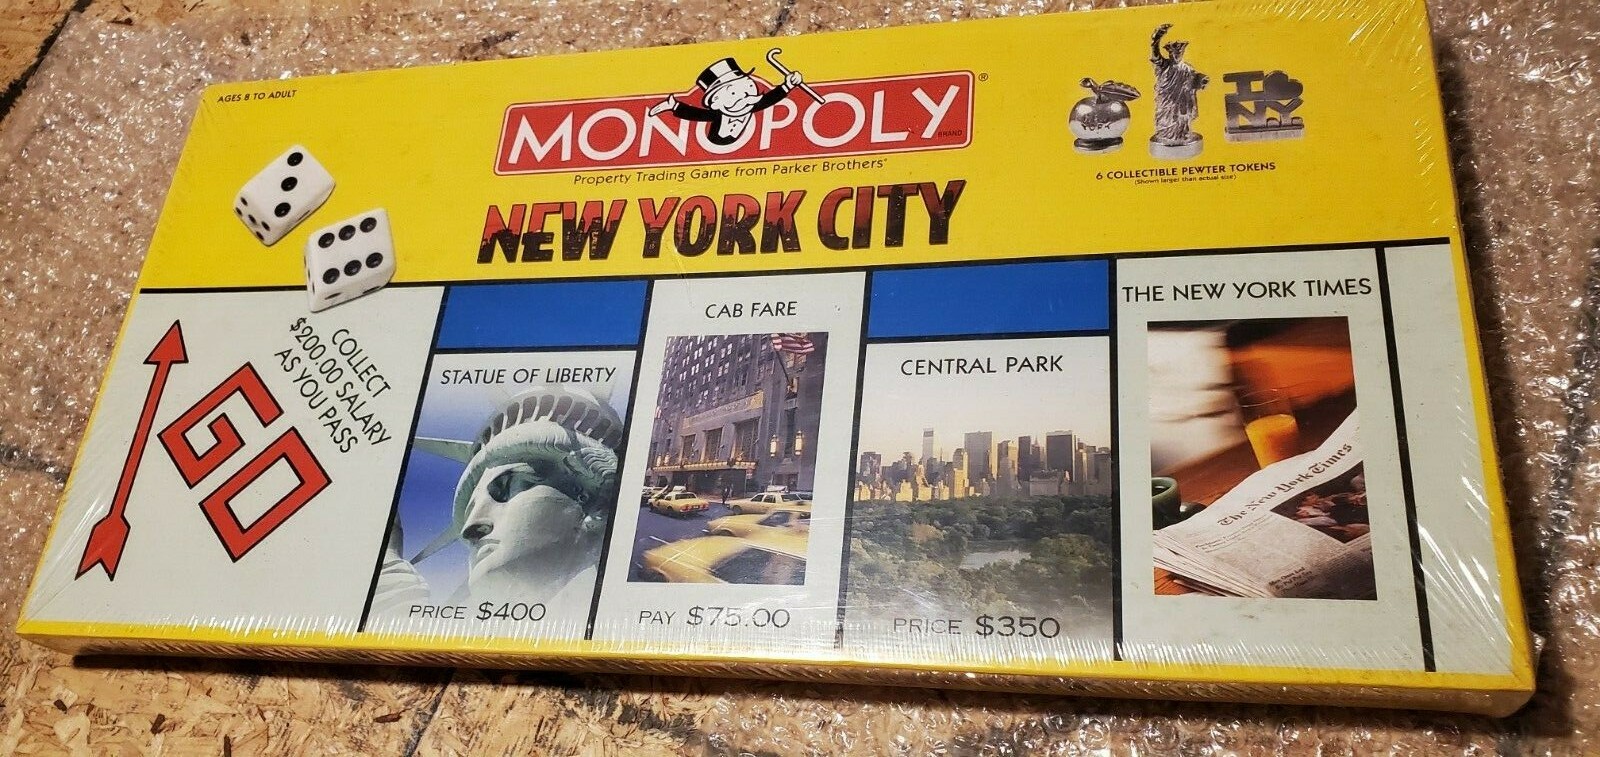 AGES 8 TO ADULT
MONOPOLY®
BRAND
Property Trading Game from Parker Brothers®
NEW YORK CITY
I NY
6 COLLECTIBLE PEWTER TOKENS
(Shown larger than actual size)
COLLECT
$200.00 SALARY
AS YOU PASS
GO
STATUE OF LIBERTY
PRICE $400
CAB FARE
PAY $75.00
CENTRAL PARK
PRICE $350
THE NEW YORK TIMES
The New York Times